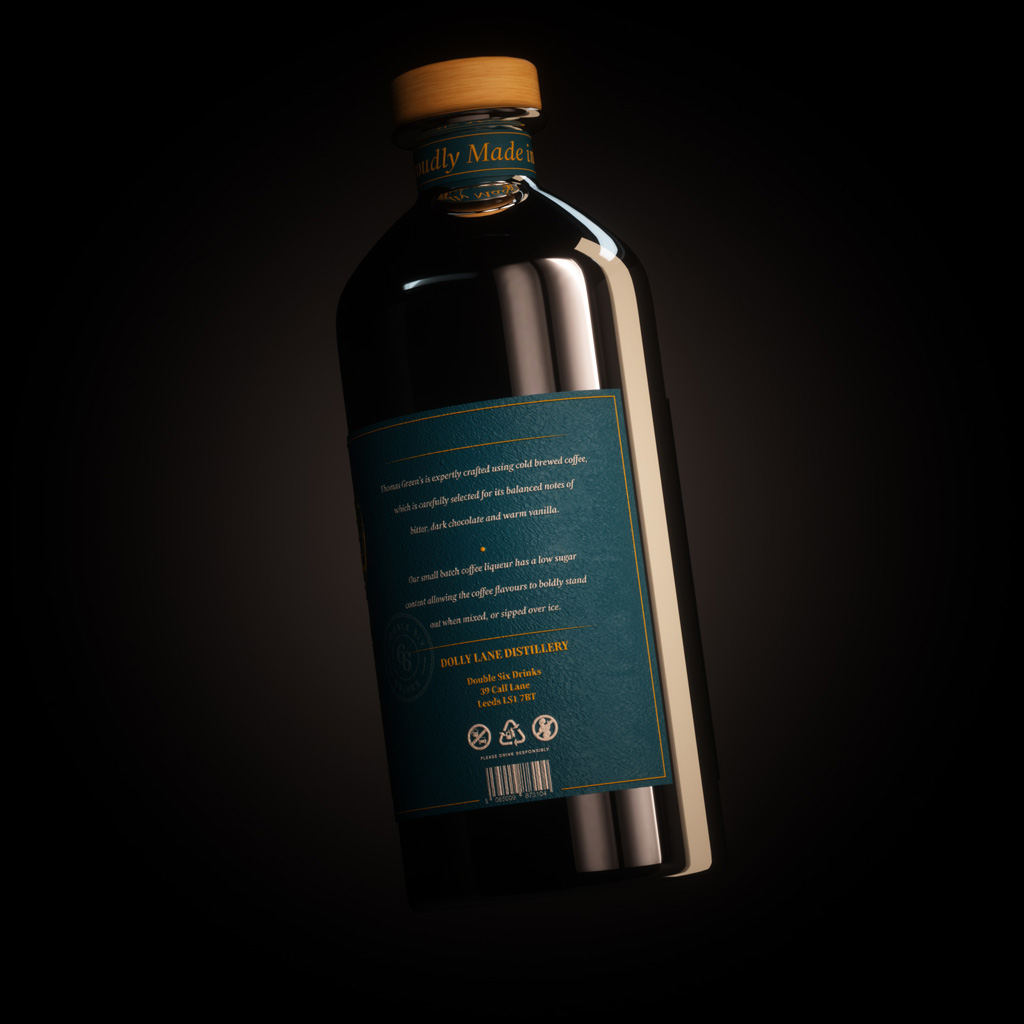 udly Made in
Thomas Green's is expertly crafted using cold brewed coffee,
which is carefully selected for its balanced notes of
bitter, dark chocolate and warm vanilla.
Our small batch coffee liqueur has a low sugar
content allowing the coffee flavours to boldly stand
out when mixed, or sipped over ice.
DOLLY LANE DISTILLERY
Double Six Drinks
39 Call Lane
Leeds LS1 7BT
PLEASE DRINK RESPONSIBLY